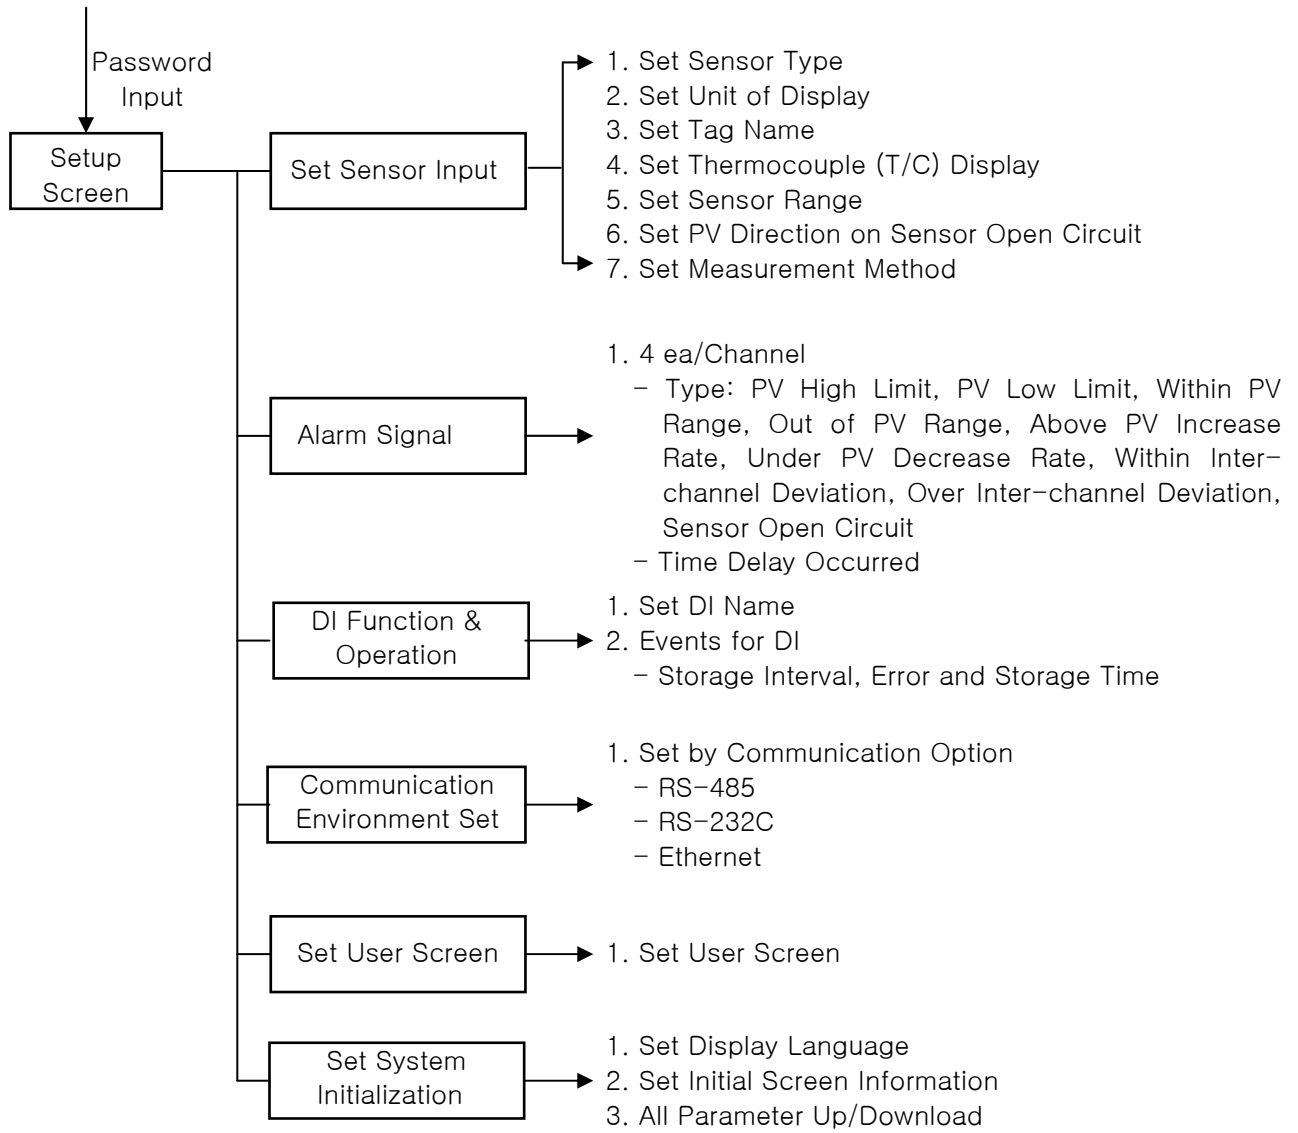 Password
Input
Setup
Screen
Set Sensor Input
1. Set Sensor Type
2. Set Unit of Display
3. Set Tag Name
4. Set Thermocouple (T/C) Display
5. Set Sensor Range
6. Set PV Direction on Sensor Open Circuit
7. Set Measurement Method
Alarm Signal
1. 4 ea/Channel
- Type: PV High Limit, PV Low Limit, Within PV
Range, Out of PV Range, Above PV Increase
Rate, Under PV Decrease Rate, Within Inter-
channel Deviation, Over Inter-channel Deviation,
Sensor Open Circuit
- Time Delay Occurred
DI Function &
Operation
1. Set DI Name
2. Events for DI
- Storage Interval, Error and Storage Time
Communication
Environment Set
1. Set by Communication Option
- RS-485
- RS-232C
- Ethernet
Set User Screen
1. Set User Screen
Set System
Initialization
1. Set Display Language
2. Set Initial Screen Information
3. All Parameter Up/Download